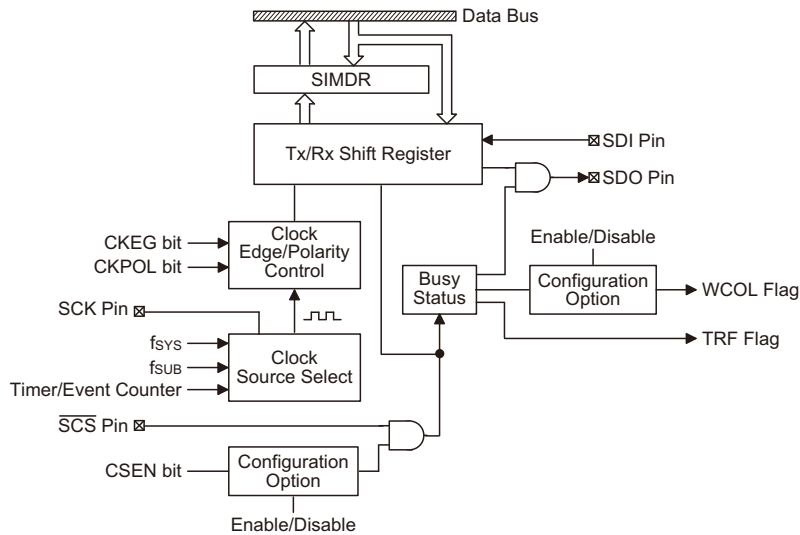 Data Bus
SIMDR
Tx/Rx Shift Register
SDI Pin
SDO Pin
CKEG bit
CKPOL bit
Clock
Edge/Polarity
Control
Enable/Disable
Busy
Status
Configuration
Option
WCOL Flag
SCK Pin
TRF Flag
fSYS
fSUB
Timer/Event Counter
Clock
Source Select
SCS Pin
CSEN bit
Configuration
Option
Enable/Disable